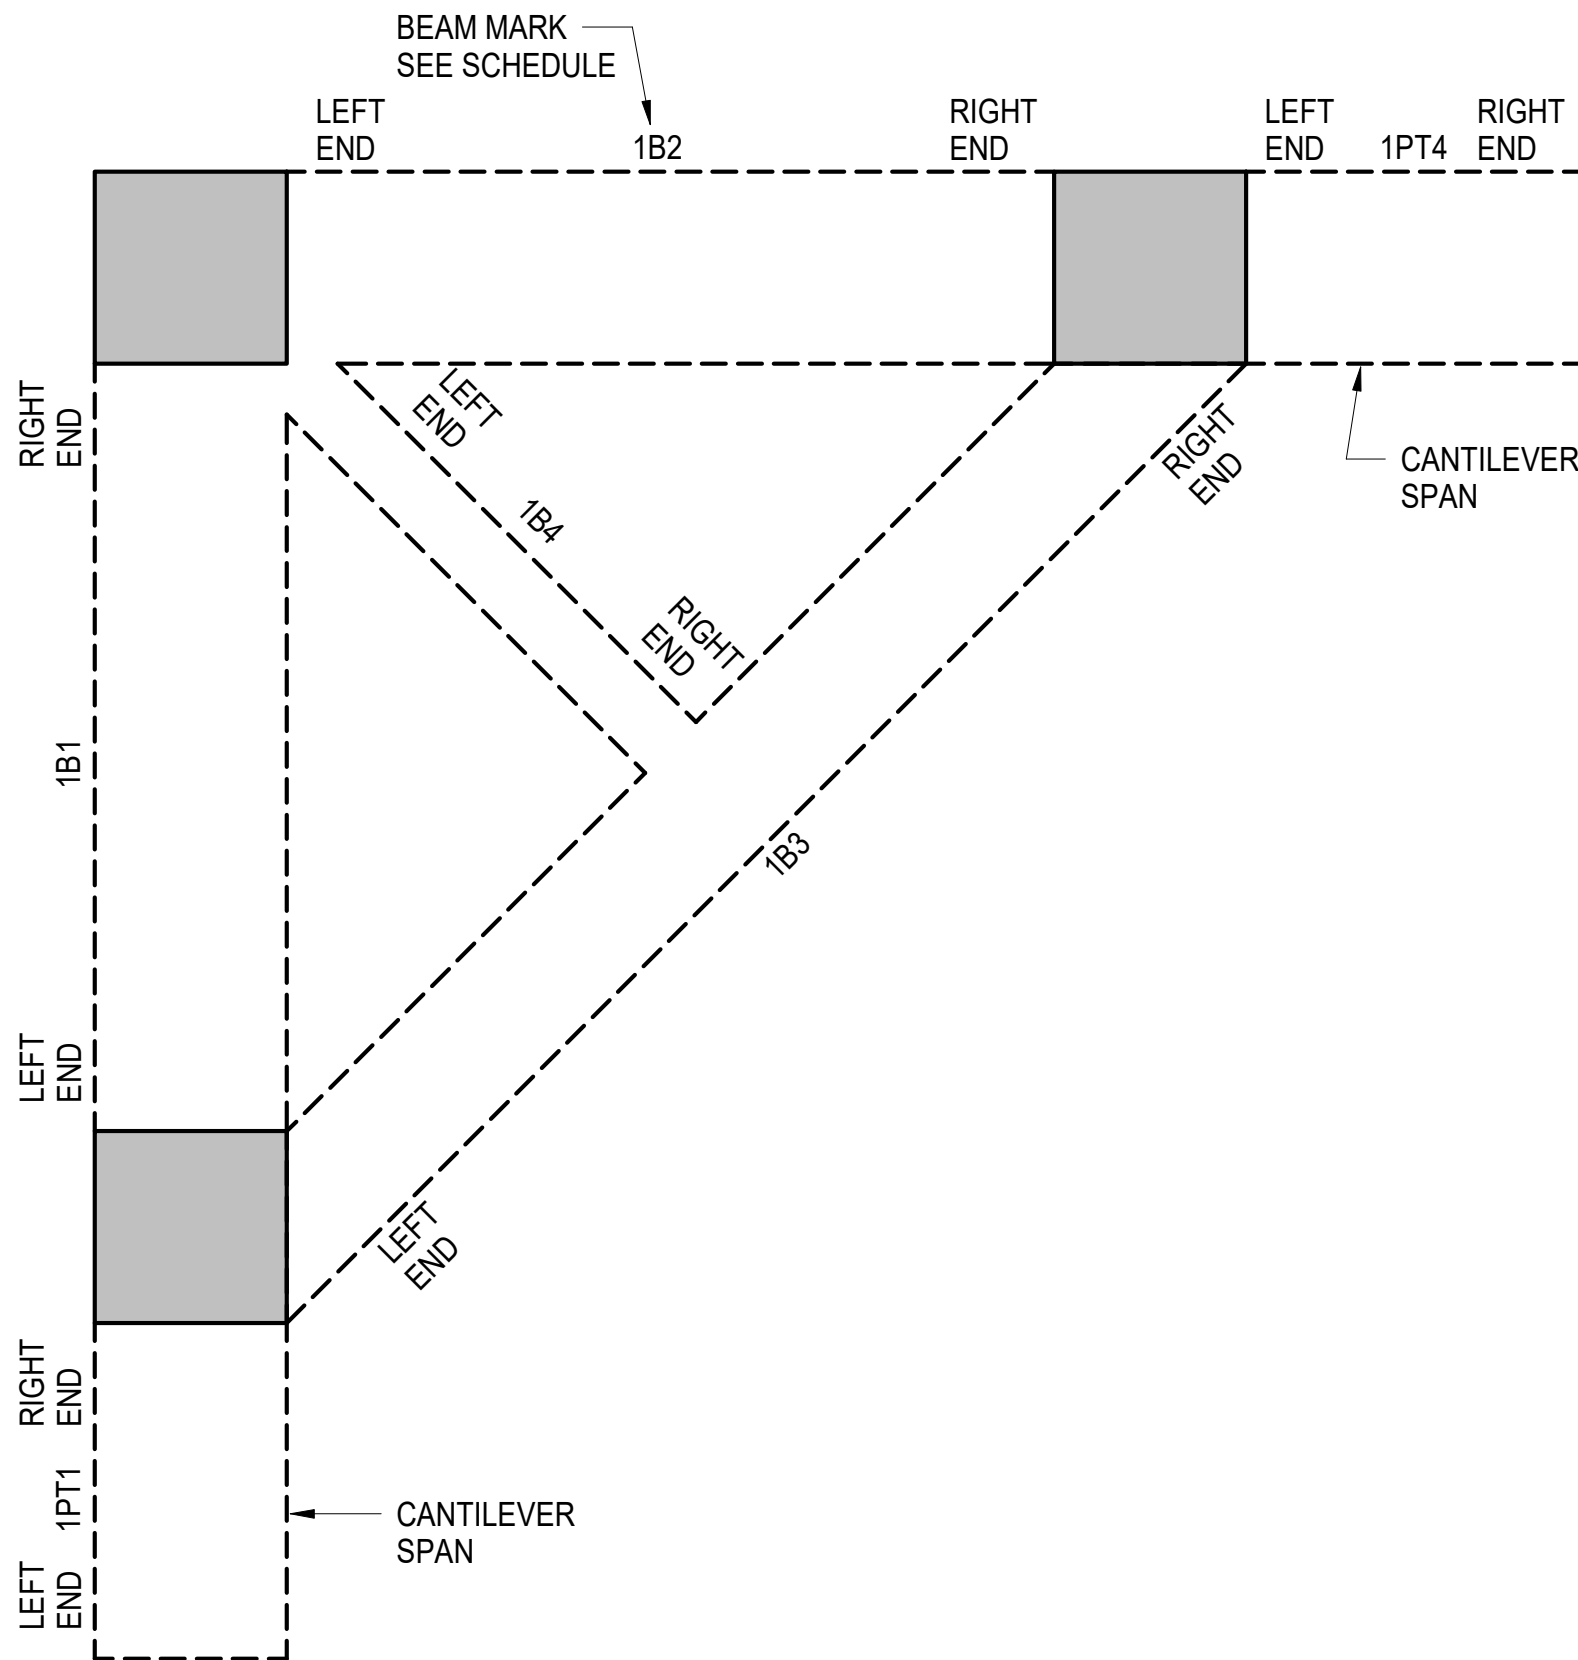 BEAM MARK
SEE SCHEDULE
LEFT
END
1B2
RIGHT
END
LEFT
END
1PT4
RIGHT
END
RIGHT
END
LEFT
END
RIGHT
END
CANTILEVER
SPAN
1B4
RIGHT
END
1B1
1B3
LEFT
END
LEFT
END
RIGHT
END
1PT1
CANTILEVER
SPAN
LEFT
END